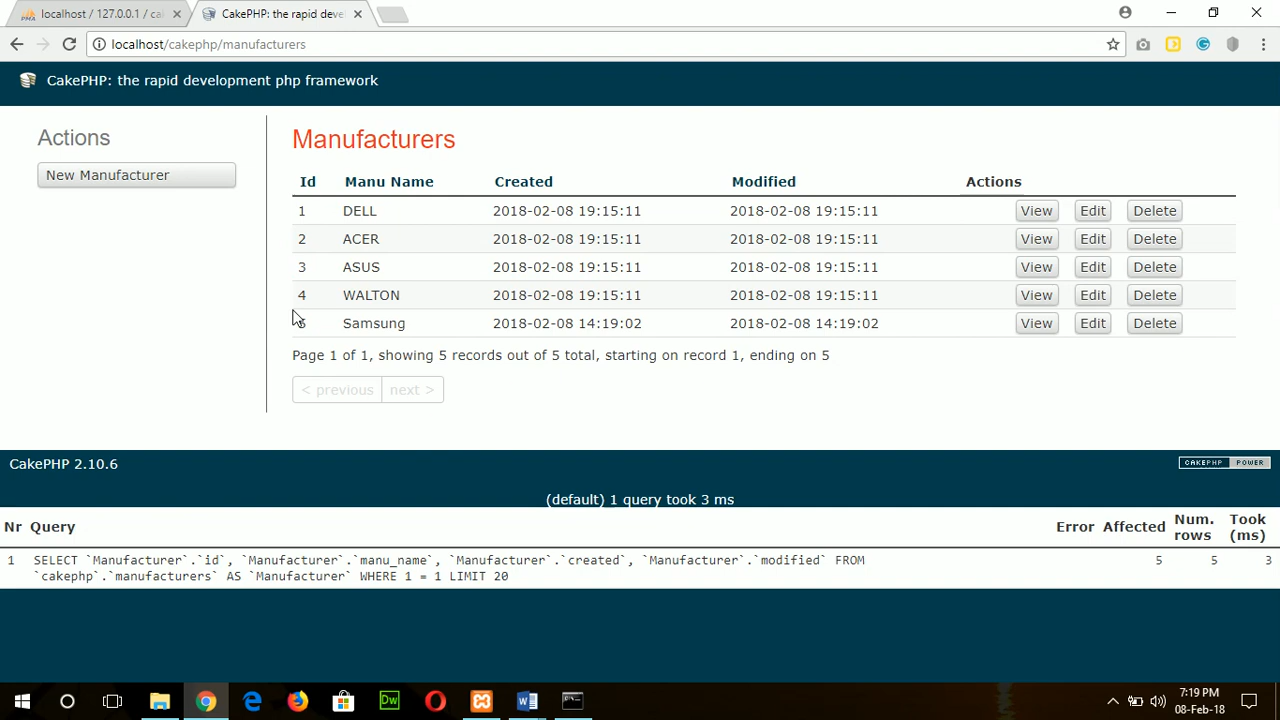 localhost / 127.0.0.1 / cak
CakePHP: the rapid deve
localhost/cakephp/manufacturers
CakePHP: the rapid development php framework
Actions
New Manufacturer
Manufacturers
Id Manu Name Created Modified Actions
1 DELL 2018-02-08 19:15:11 2018-02-08 19:15:11 View Edit Delete
2 ACER 2018-02-08 19:15:11 2018-02-08 19:15:11 View Edit Delete
3 ASUS 2018-02-08 19:15:11 2018-02-08 19:15:11 View Edit Delete
4 WALTON 2018-02-08 19:15:11 2018-02-08 19:15:11 View Edit Delete
Samsung 2018-02-08 14:19:02 2018-02-08 14:19:02 View Edit Delete
Page 1 of 1, showing 5 records out of 5 total, starting on record 1, ending on 5
< previous next >
CakePHP 2.10.6
CAKEPHP POWER
(default) 1 query took 3 ms
Nr Query Error Affected Num. rows Took (ms)
1 SELECT `Manufacturer`.`id`, `Manufacturer`.`manu_name`, `Manufacturer`.`created`, `Manufacturer`.`modified` FROM 5 5 3
`cakephp`.`manufacturers` AS `Manufacturer` WHERE 1 = 1 LIMIT 20
Dw
7:19 PM
08-Feb-18